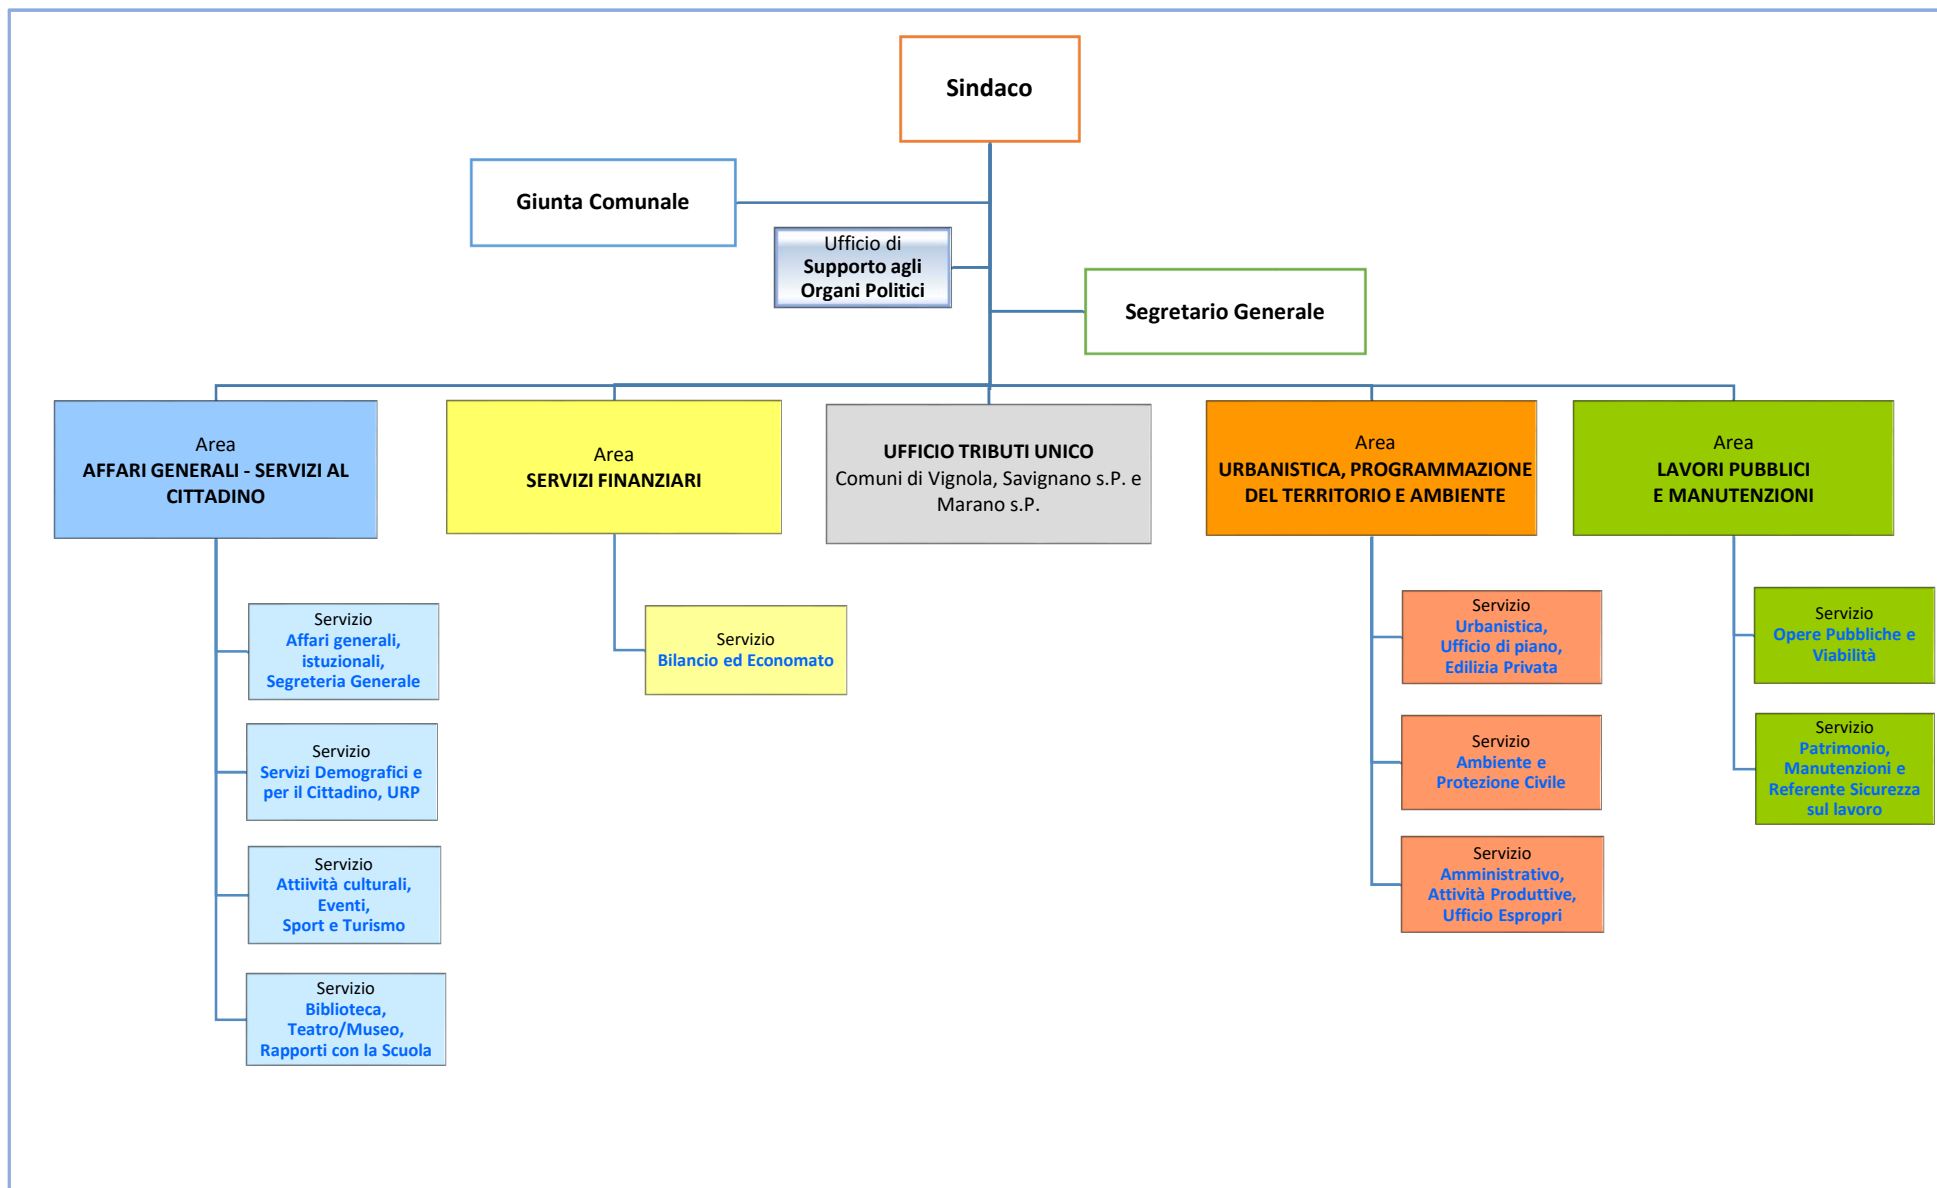 Sindaco
Giunta Comunale
Ufficio di
Supporto agli
Organi Politici
Segretario Generale
Area
AFFARI GENERALI - SERVIZI AL
CITTADINO
Area
SERVIZI FINANZIARI
UFFICIO TRIBUTI UNICO
Comuni di Vignola, Savignano s.P. e
Marano s.P.
Area
URBANISTICA, PROGRAMMAZIONE
DEL TERRITORIO E AMBIENTE
Area
LAVORI PUBBLICI
E MANUTENZIONI
Servizio
Affari generali,
istuzionali,
Segreteria Generale
Servizio
Servizi Demografici e
per il Cittadino, URP
Servizio
Attiività culturali,
Eventi,
Sport e Turismo
Servizio
Biblioteca,
Teatro/Museo,
Rapporti con la Scuola
Servizio
Bilancio ed Economato
Servizio
Urbanistica,
Ufficio di piano,
Edilizia Privata
Servizio
Ambiente e
Protezione Civile
Servizio
Amministrativo,
Attività Produttive,
Ufficio Espropri
Servizio
Opere Pubbliche e
Viabilità
Servizio
Patrimonio,
Manutenzioni e
Referente Sicurezza
sul lavoro